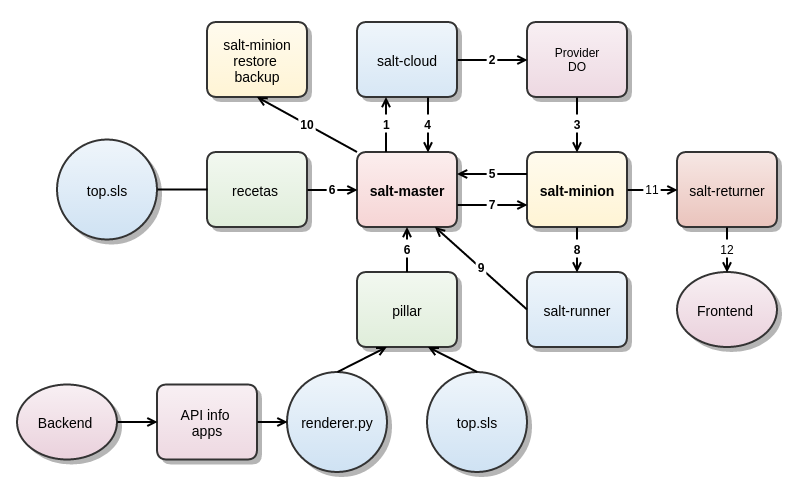 salt-minion
restore
backup
salt-cloud
2
Provider
DO
10
1
4
3
top.sls
recetas
6
salt-master
5
7
salt-minion
11
salt-returner
6
9
8
12
pillar
salt-runner
Frontend
Backend
API info
apps
renderer.py
top.sls